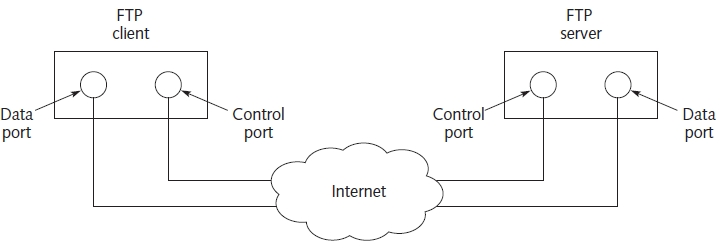 FTP
client
FTP
server
Data
port
Control
port
Control
port
Data
port
Internet